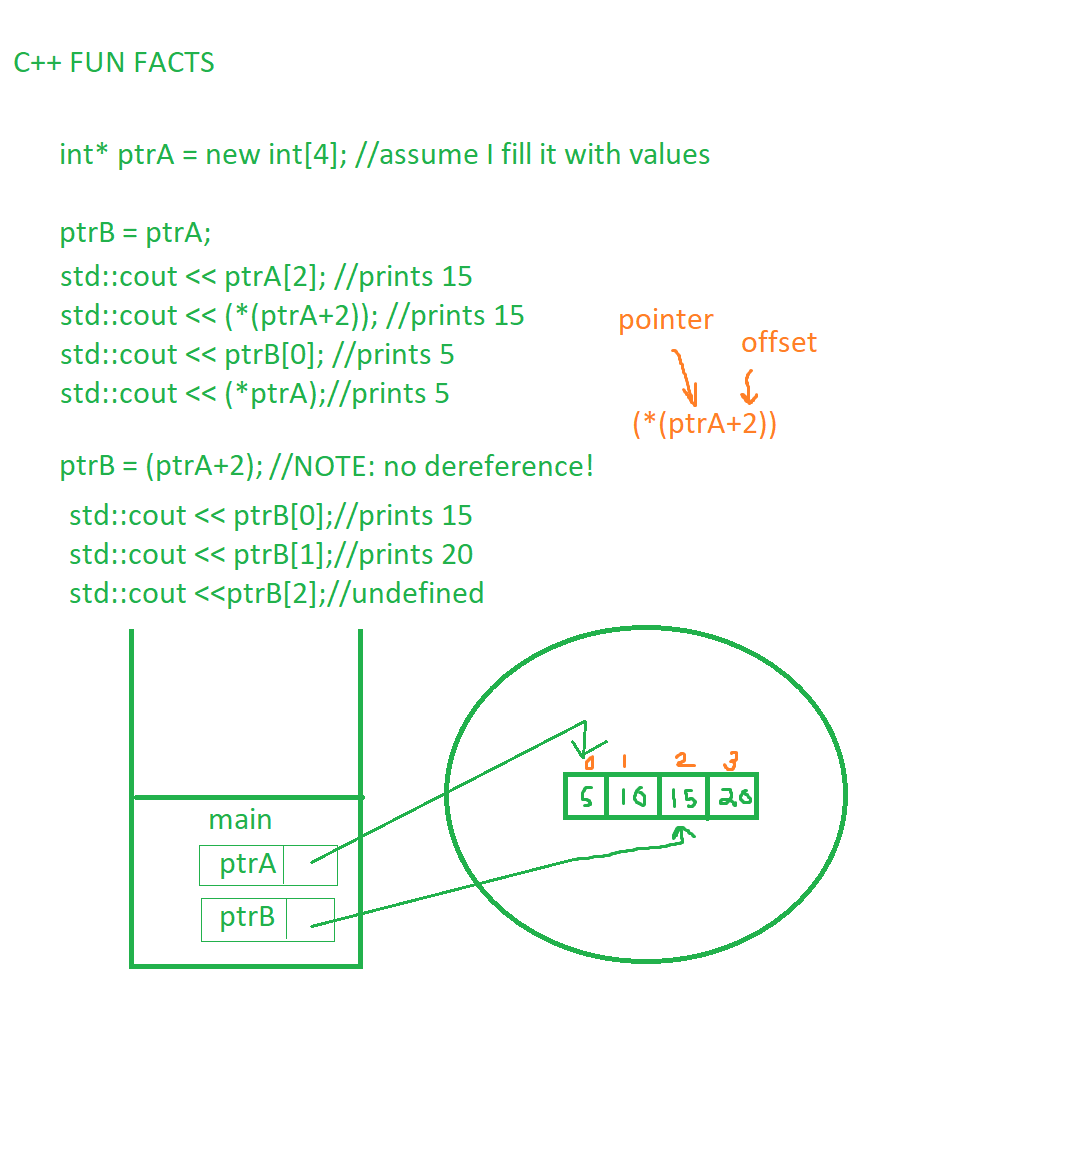 C++ FUN FACTS
int* ptrA = new int[4]; //assume I fill it with values
ptrB = ptrA;
std::cout << ptrA[2]; //prints 15
std::cout << (*(ptrA+2)); //prints 15
std::cout << ptrB[0]; //prints 5
std::cout << (*ptrA);//prints 5
pointer
offset
(*(ptrA+2))
ptrB = (ptrA+2); //NOTE: no dereference!
std::cout << ptrB[0];//prints 15
std::cout << ptrB[1];//prints 20
std::cout <<ptrB[2];//undefined
0 1 2 3
5 10 15 20
main
ptrA
ptrB